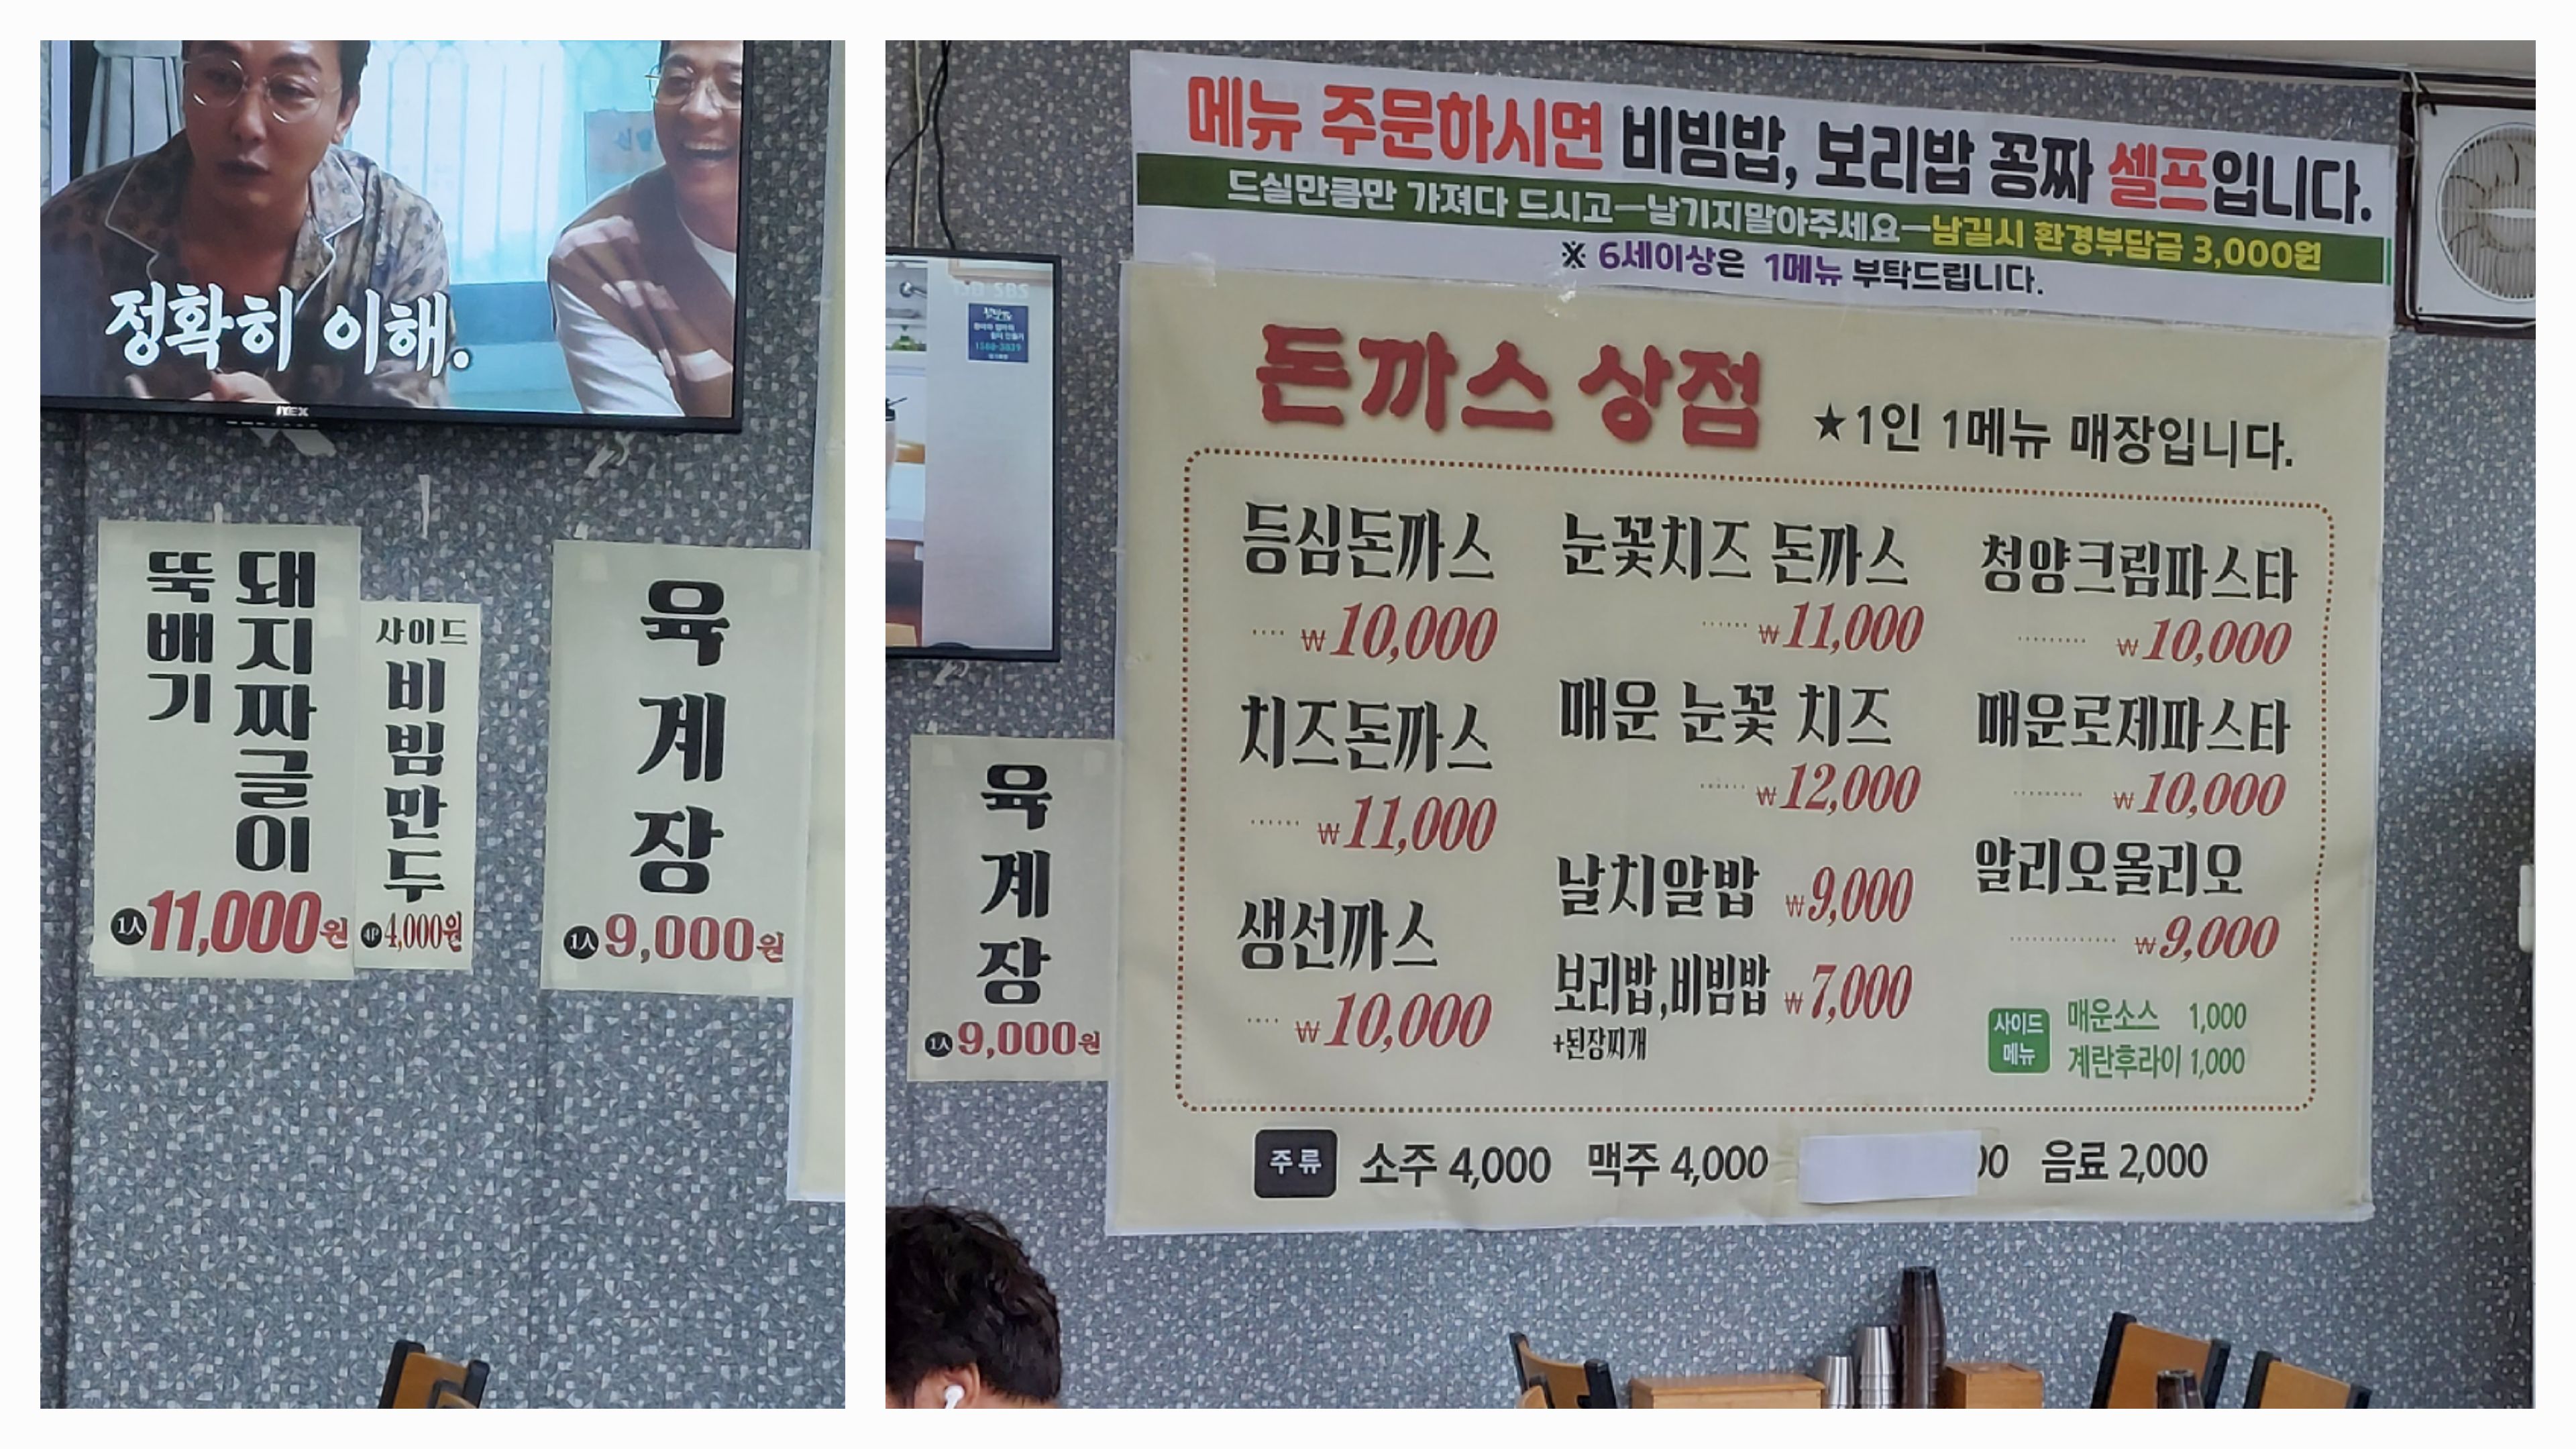 정확히 이해.
ITEX
돼지짜글이
뚝배기
1人 11,000원
사이드
비빔만두
4P 4,000원
육계장
1人 9,000원
메뉴 주문하시면 비빔밥, 보리밥 꽁짜 셀프입니다.
드실만큼만 가져다 드시고-남기지말아주세요-남길시 환경부담금 3,000원
※ 6세이상은 1메뉴 부탁드립니다.
SBS
1588-3839
돈까스 상점 ★1인 1메뉴 매장입니다.
등심돈까스
₩10,000
치즈돈까스
₩11,000
생선까스
₩10,000
눈꽃치즈 돈까스
₩11,000
매운 눈꽃 치즈
₩12,000
날치알밥 ₩9,000
보리밥,비빔밥 ₩7,000
+된장찌개
청양크림파스타
₩10,000
매운로제파스타
₩10,000
알리오올리오
₩9,000
사이드 메뉴
매운소스 1,000
계란후라이 1,000
주류 소주 4,000 맥주 4,000 00 음료 2,000
육계장
1人 9,000원